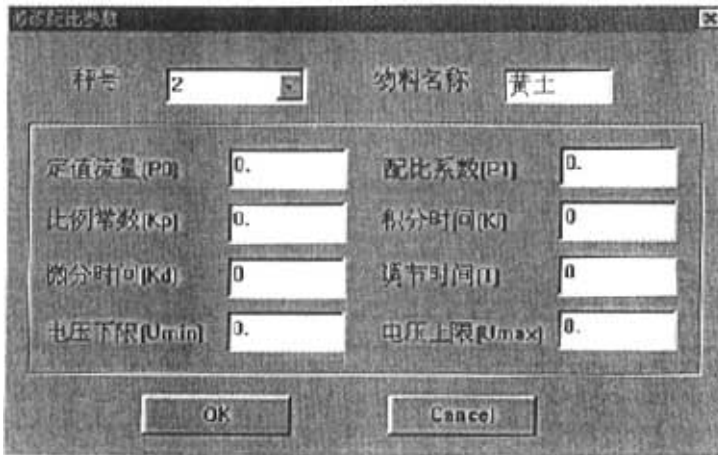 修改配比参数
秤号 2 物料名称 黄土
定值流量(P0) 0. 配比系数(P1) 0.
比例常数(Kp) 0. 积分时间(Ki) 0
微分时间(Kd) 0 调节时间(T) 0
电压下限(Umin) 0. 电压上限(Umax) 0.
OK Cancel